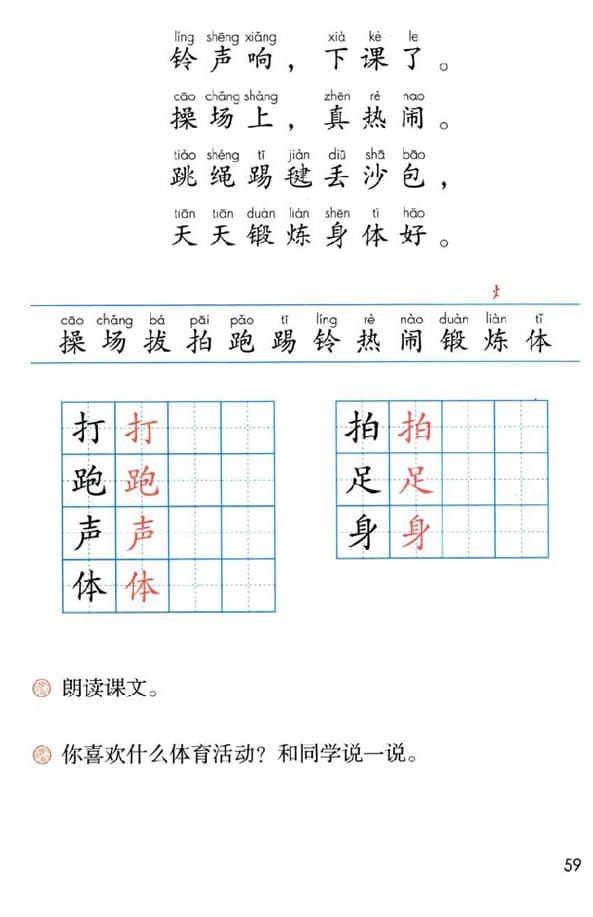 líng shēng xiǎng xià kè le
铃声响，下课了。
cāo chǎng shàng zhēn rè nao
操场上，真热闹。
tiào shéng tī jiàn diū shā bāo
跳绳踢毽丢沙包，
tiān tiān duàn liàn shēn tǐ hǎo
天天锻炼身体好。
火
cāo chǎng bá pāi pǎo tī líng rè nào duàn liàn tǐ
操场拔拍跑踢铃热闹锻炼体
打打 拍拍
跑跑 足足
声声 身身
体体
朗读课文。
你喜欢什么体育活动？和同学说一说。
59